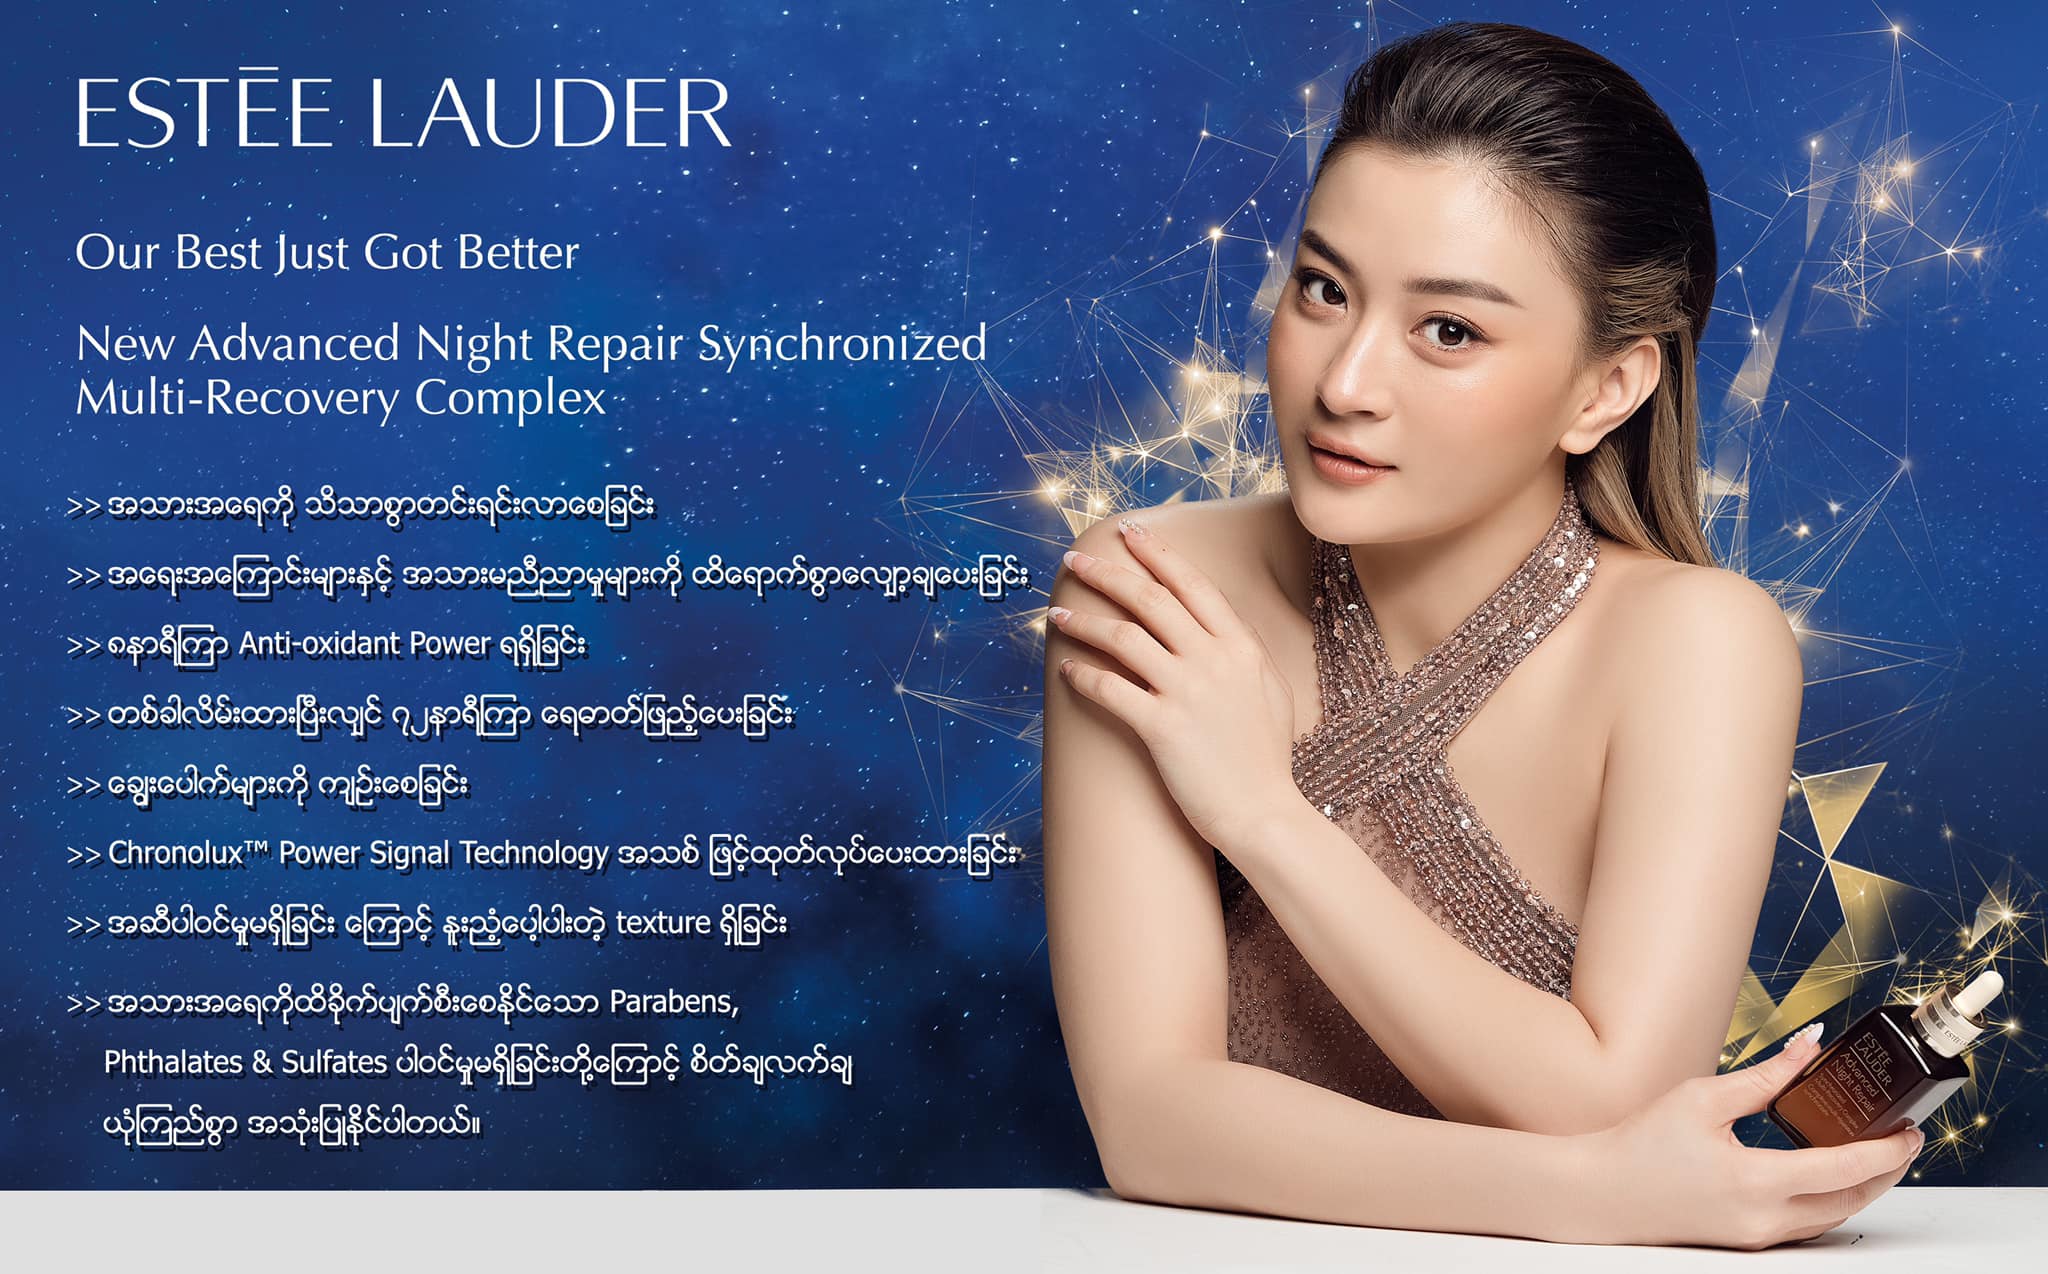 ESTĒE LAUDER
Our Best Just Got Better
New Advanced Night Repair Synchronized
Multi-Recovery Complex
>> အသားအရေကို သိသာစွာတင်းရင်းလာစေခြင်း
>> အရေးအကြောင်းများနှင့် အသားမညီညာမှုများကို ထိရောက်စွာလျှော့ချပေးခြင်း
>> ၈နာရီကြာ Anti-oxidant Power ရရှိခြင်း
>> တစ်ခါလိမ်းထားပြီးလျှင် ၇၂နာရီကြာ ရေဓာတ်ဖြည့်ပေးခြင်း
>> ချွေးပေါက်များကို ကျဉ်းစေခြင်း
>> Chronolux™ Power Signal Technology အသစ် ဖြင့်ထုတ်လုပ်ပေးထားခြင်း
>> အဆီပါဝင်မှုမရှိခြင်း ကြောင့် နူးညံ့ပေါ့ပါးတဲ့ texture ရှိခြင်း
>> အသားအရေကိုထိခိုက်ပျက်စီးစေနိုင်သော Parabens,
Phthalates & Sulfates ပါဝင်မှုမရှိခြင်းတို့ကြောင့် စိတ်ချလက်ချ
ယုံကြည်စွာ အသုံးပြုနိုင်ပါတယ်။
ESTĒE
LAUDER
Advanced
Night Repair